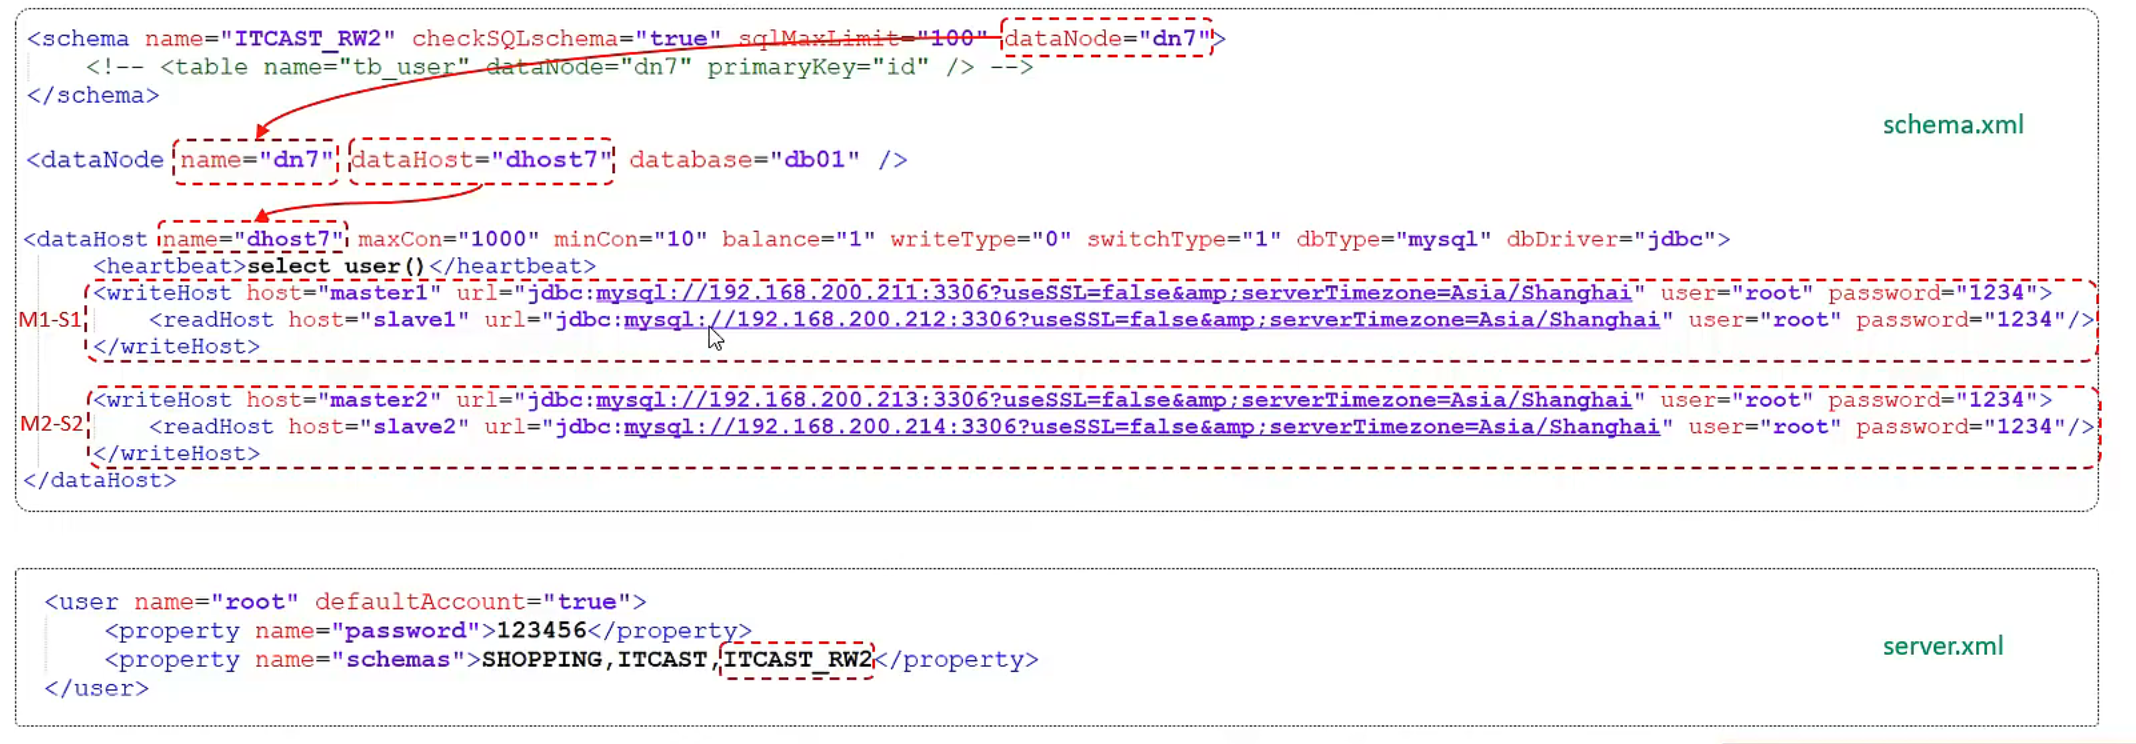 <schema name="ITCAST_RW2" checkSQLschema="true" sqlMaxLimit="100" dataNode="dn7">
<!-- <table name="tb_user" dataNode="dn7" primaryKey="id" /> -->
</schema>
schema.xml
<dataNode name="dn7" dataHost="dhost7" database="db01" />
<dataHost name="dhost7" maxCon="1000" minCon="10" balance="1" writeType="0" switchType="1" dbType="mysql" dbDriver="jdbc">
<heartbeat>select user()</heartbeat>
<writeHost host="master1" url="jdbc:mysql://192.168.200.211:3306?useSSL=false&amp;serverTimezone=Asia/Shanghai" user="root" password="1234">
M1-S1 <readHost host="slave1" url="jdbc:mysql://192.168.200.212:3306?useSSL=false&amp;serverTimezone=Asia/Shanghai" user="root" password="1234"/>
</writeHost>
<writeHost host="master2" url="jdbc:mysql://192.168.200.213:3306?useSSL=false&amp;serverTimezone=Asia/Shanghai" user="root" password="1234">
M2-S2 <readHost host="slave2" url="jdbc:mysql://192.168.200.214:3306?useSSL=false&amp;serverTimezone=Asia/Shanghai" user="root" password="1234"/>
</writeHost>
</dataHost>
<user name="root" defaultAccount="true">
<property name="password">123456</property>
<property name="schemas">SHOPPING,ITCAST,ITCAST_RW2</property>
server.xml
</user>